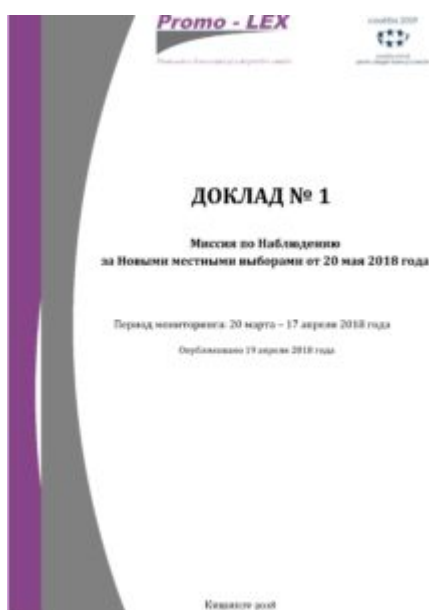 Promo - LEX
ДОКЛАД № 1
Миссия по Наблюдению
за Новыми местными выборами от 20 мая 2018 года
Период мониторинга: 20 марта – 17 апреля 2018 года
Опубликовано 19 апреля 2018 года
Кишинэу 2018